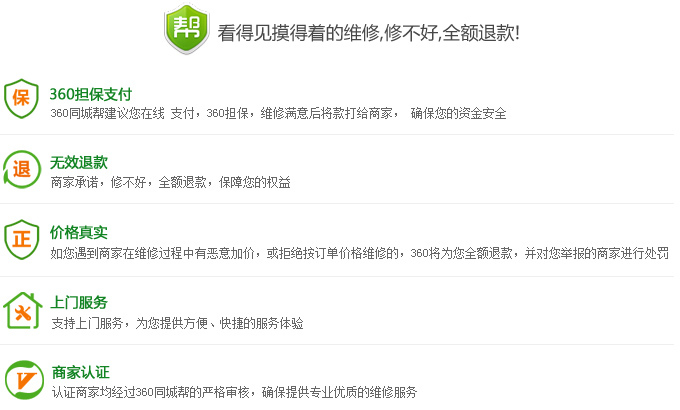 帮
看得见摸得着的维修,修不好,全额退款!
保
360担保支付
360同城帮建议您在线 支付，360担保，维修满意后将款打给商家， 确保您的资金安全
退
无效退款
商家承诺，修不好，全额退款，保障您的权益
正
价格真实
如您遇到商家在维修过程中有恶意加价，或拒绝按订单价格维修的，360将为您全额退款，并对您举报的商家进行处罚
上门服务
支持上门服务，为您提供方便、快捷的服务体验
V
商家认证
认证商家均经过360同城帮的严格审核，确保提供专业优质的维修服务